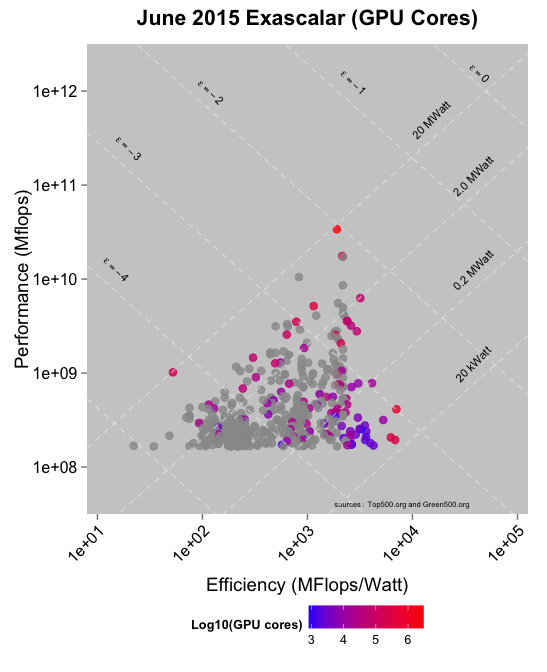 June 2015 Exascalar (GPU Cores)
Performance (Mflops)
1e+12
1e+11
1e+10
1e+09
1e+08
ε = −4
ε = −3
ε = −2
ε = −1
ε = 0
20 MWatt
2.0 MWatt
0.2 MWatt
20 kWatt
sources : Top500.org and Green500.org
1e+01
1e+02
1e+03
1e+04
1e+05
Efficiency (MFlops/Watt)
Log10(GPU cores)
3 4 5 6